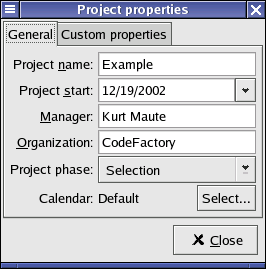 Project properties
General Custom properties
Project name: Example
Project start: 12/19/2002
Manager: Kurt Maute
Organization: CodeFactory
Project phase: Selection
Calendar: Default Select...
Close